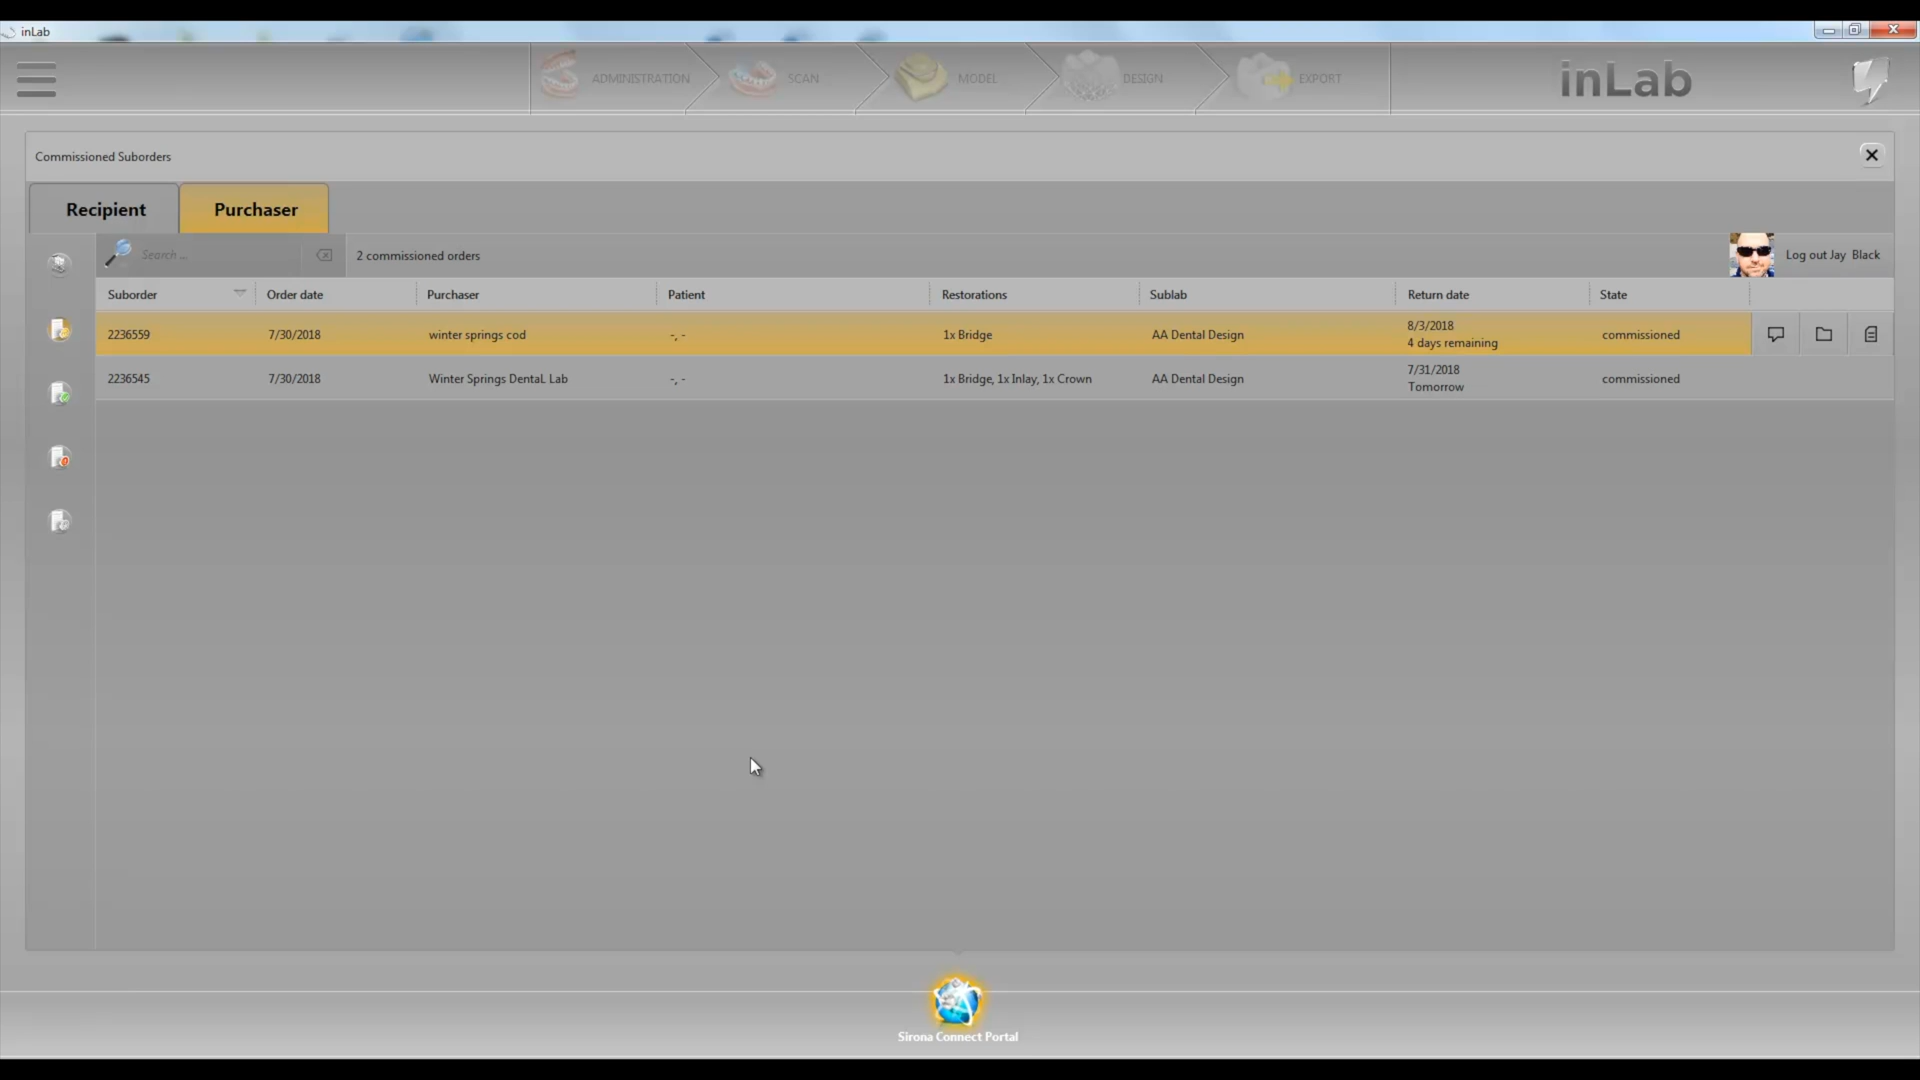 inLab
ADMINISTRATION
SCAN
MODEL
DESIGN
EXPORT
inLab
Commissioned Suborders
Recipient
Purchaser
Search ...
2 commissioned orders
Log out Jay Black
Suborder Order date Purchaser Patient Restorations Sublab Return date State
2236559 7/30/2018 winter springs cod -, - 1x Bridge AA Dental Design 8/3/2018 commissioned
4 days remaining
2236545 7/30/2018 Winter Springs DentaL Lab -, - 1x Bridge, 1x Inlay, 1x Crown AA Dental Design 7/31/2018 commissioned
Tomorrow
Sirona Connect Portal